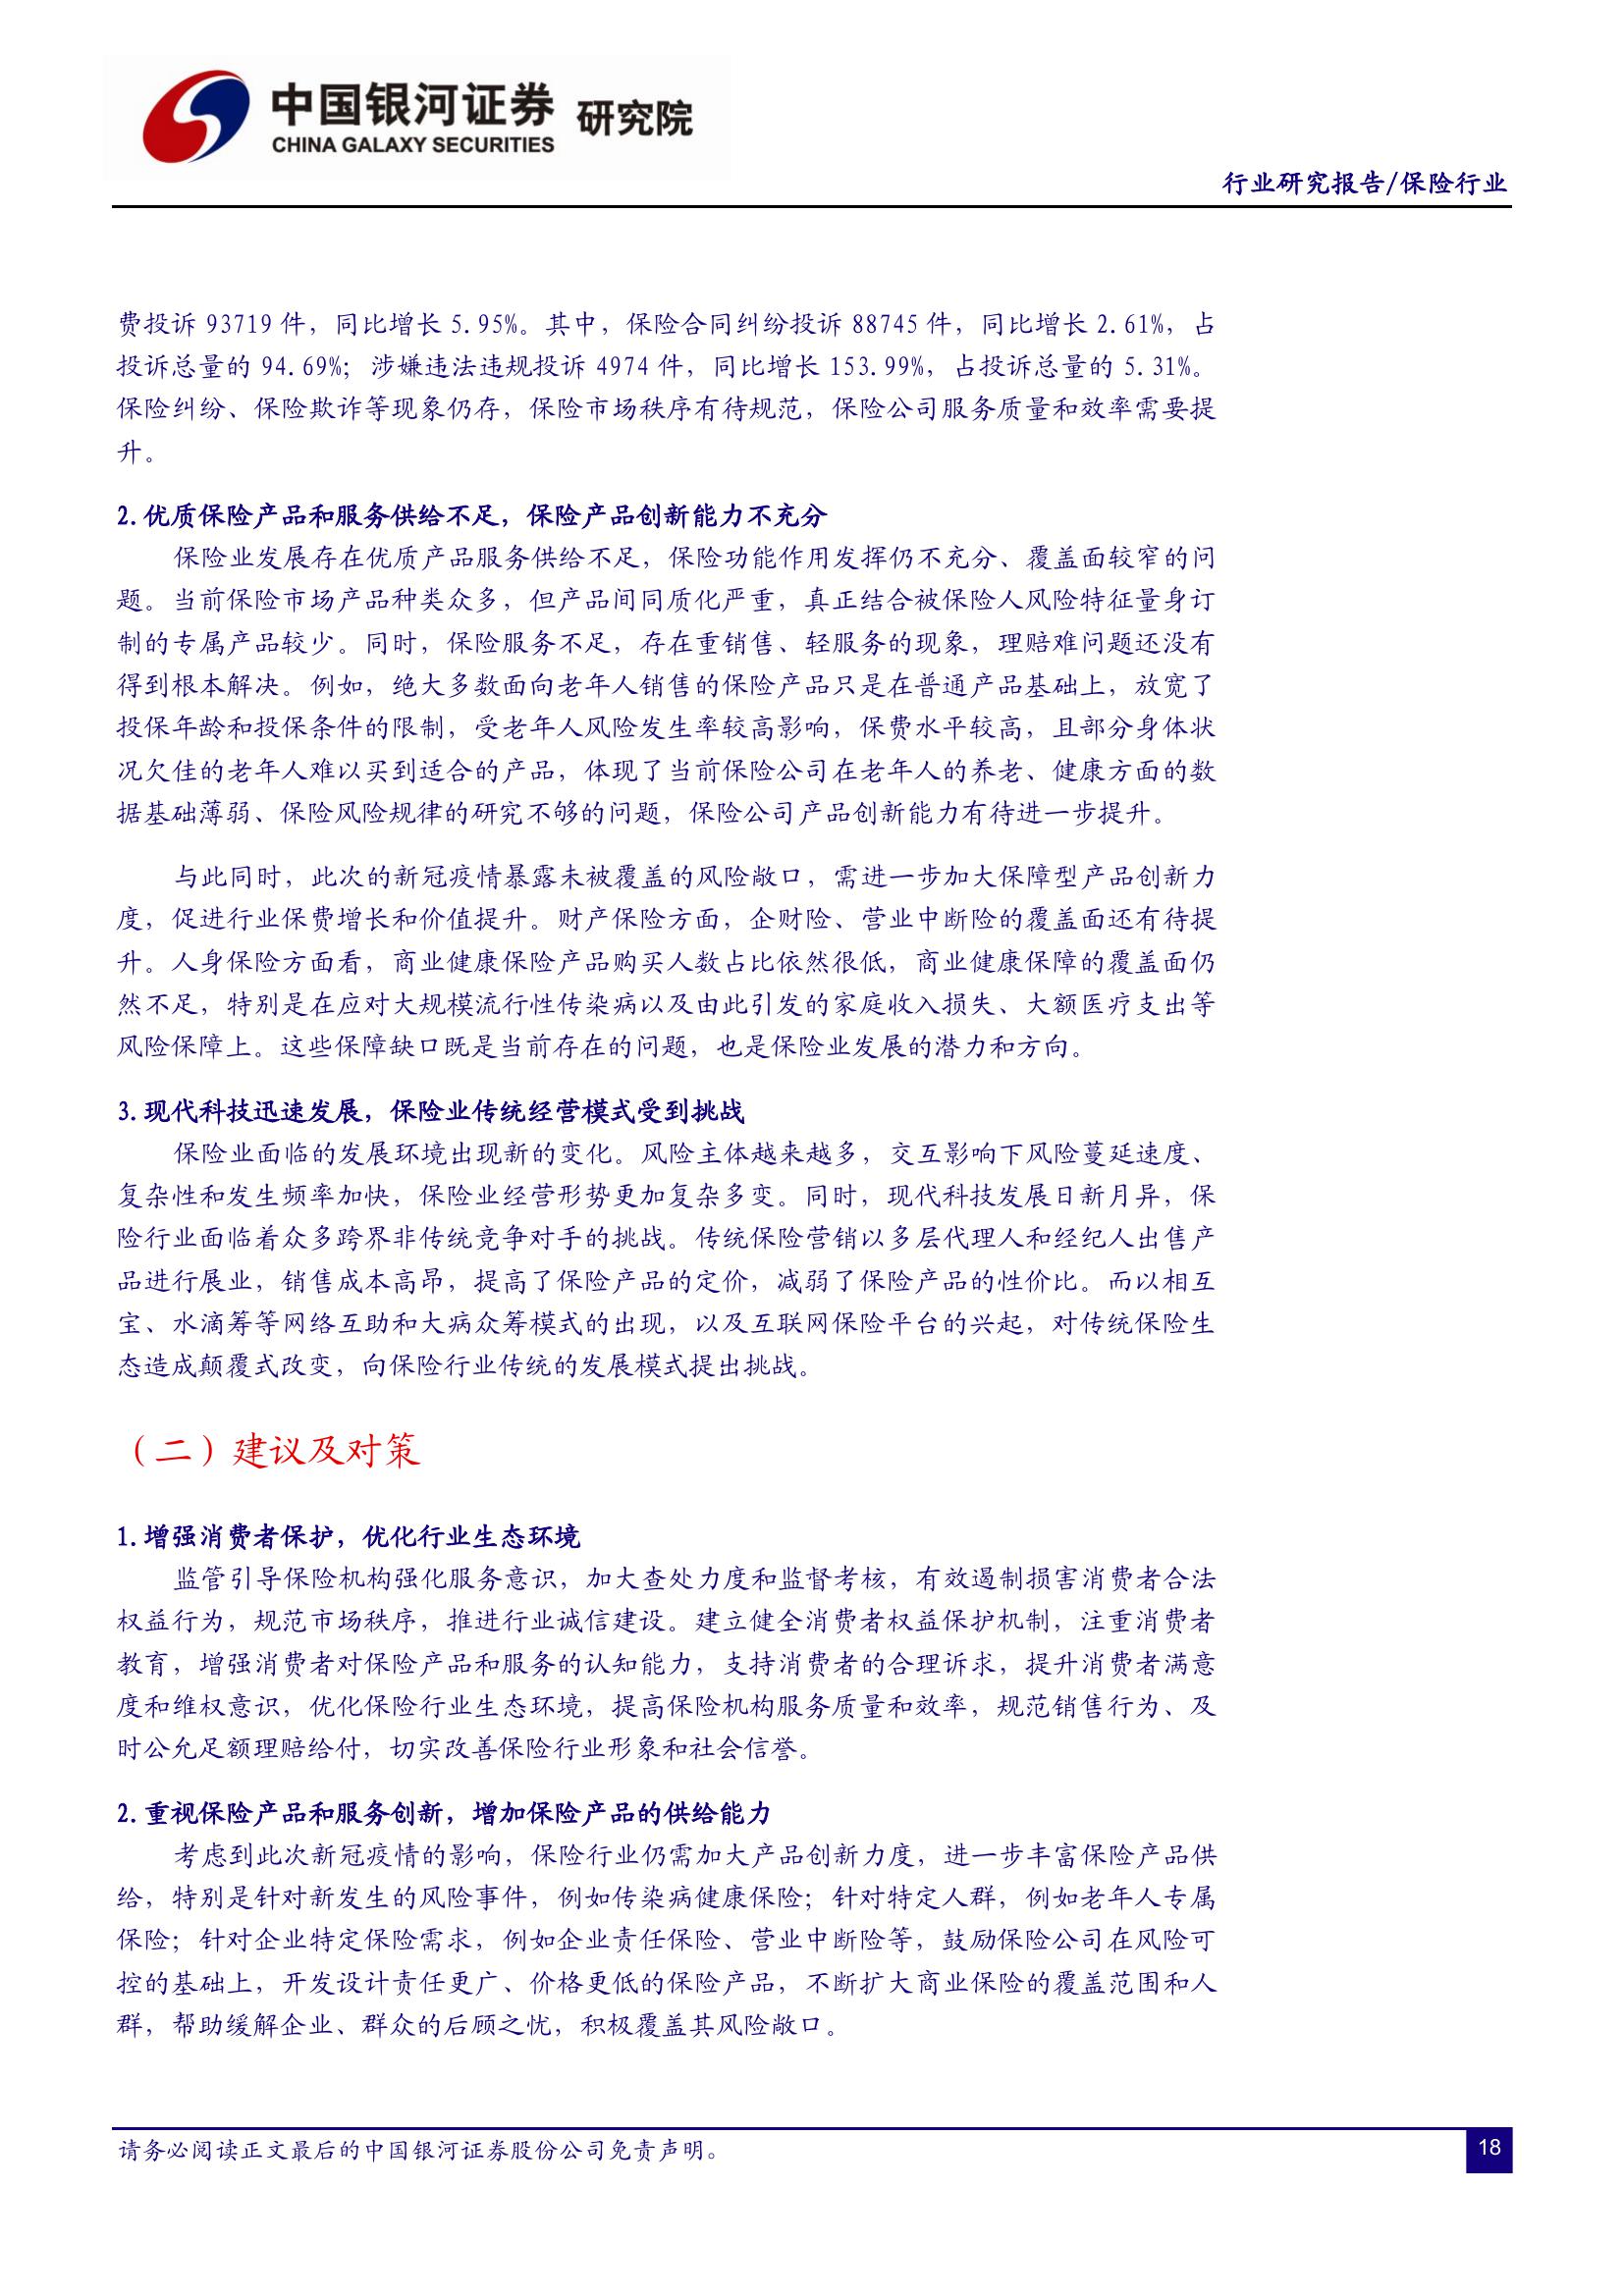 中国银河证券 研究院
CHINA GALAXY SECURITIES
行业研究报告/保险行业
费投诉 93719 件，同比增长 5.95%。其中，保险合同纠纷投诉 88745 件，同比增长 2.61%，占
投诉总量的 94.69%；涉嫌违法违规投诉 4974 件，同比增长 153.99%，占投诉总量的 5.31%。
保险纠纷、保险欺诈等现象仍存，保险市场秩序有待规范，保险公司服务质量和效率需要提
升。
2.优质保险产品和服务供给不足，保险产品创新能力不充分
保险业发展存在优质产品服务供给不足，保险功能作用发挥仍不充分、覆盖面较窄的问
题。当前保险市场产品种类众多，但产品间同质化严重，真正结合被保险人风险特征量身订
制的专属产品较少。同时，保险服务不足，存在重销售、轻服务的现象，理赔难问题还没有
得到根本解决。例如，绝大多数面向老年人销售的保险产品只是在普通产品基础上，放宽了
投保年龄和投保条件的限制，受老年人风险发生率较高影响，保费水平较高，且部分身体状
况欠佳的老年人难以买到适合的产品，体现了当前保险公司在老年人的养老、健康方面的数
据基础薄弱、保险风险规律的研究不够的问题，保险公司产品创新能力有待进一步提升。
与此同时，此次的新冠疫情暴露未被覆盖的风险敞口，需进一步加大保障型产品创新力
度，促进行业保费增长和价值提升。财产保险方面，企财险、营业中断险的覆盖面还有待提
升。人身保险方面看，商业健康保险产品购买人数占比依然很低，商业健康保障的覆盖面仍
然不足，特别是在应对大规模流行性传染病以及由此引发的家庭收入损失、大额医疗支出等
风险保障上。这些保障缺口既是当前存在的问题，也是保险业发展的潜力和方向。
3.现代科技迅速发展，保险业传统经营模式受到挑战
保险业面临的发展环境出现新的变化。风险主体越来越多，交互影响下风险蔓延速度、
复杂性和发生频率加快，保险业经营形势更加复杂多变。同时，现代科技发展日新月异，保
险行业面临着众多跨界非传统竞争对手的挑战。传统保险营销以多层代理人和经纪人出售产
品进行展业，销售成本高昂，提高了保险产品的定价，减弱了保险产品的性价比。而以相互
宝、水滴筹等网络互助和大病众筹模式的出现，以及互联网保险平台的兴起，对传统保险生
态造成颠覆式改变，向保险行业传统的发展模式提出挑战。
（二）建议及对策
1.增强消费者保护，优化行业生态环境
监管引导保险机构强化服务意识，加大查处力度和监督考核，有效遏制损害消费者合法
权益行为，规范市场秩序，推进行业诚信建设。建立健全消费者权益保护机制，注重消费者
教育，增强消费者对保险产品和服务的认知能力，支持消费者的合理诉求，提升消费者满意
度和维权意识，优化保险行业生态环境，提高保险机构服务质量和效率，规范销售行为、及
时公允足额理赔给付，切实改善保险行业形象和社会信誉。
2.重视保险产品和服务创新，增加保险产品的供给能力
考虑到此次新冠疫情的影响，保险行业仍需加大产品创新力度，进一步丰富保险产品供
给，特别是针对新发生的风险事件，例如传染病健康保险；针对特定人群，例如老年人专属
保险；针对企业特定保险需求，例如企业责任保险、营业中断险等，鼓励保险公司在风险可
控的基础上，开发设计责任更广、价格更低的保险产品，不断扩大商业保险的覆盖范围和人
群，帮助缓解企业、群众的后顾之忧，积极覆盖其风险敞口。
请务必阅读正文最后的中国银河证券股份公司免责声明。
18